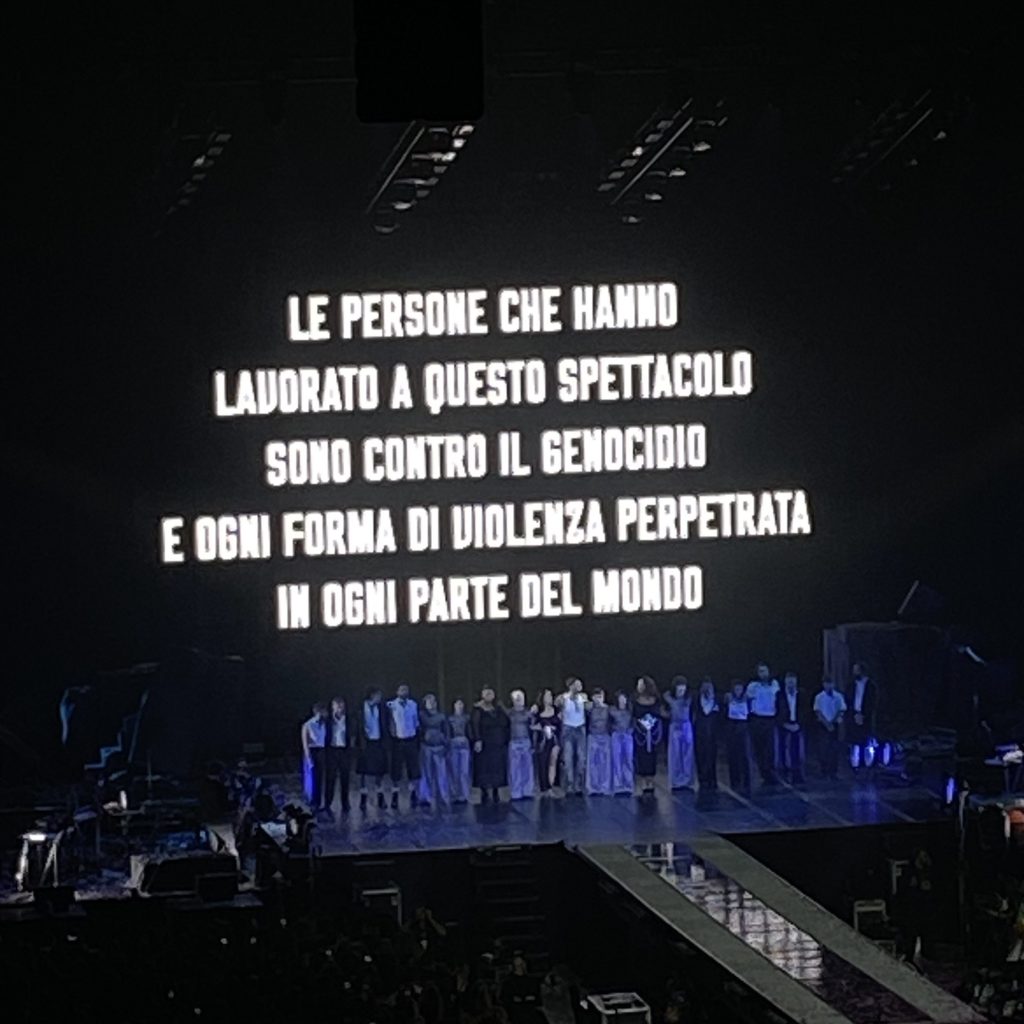 LE PERSONE CHE HANNO
LAVORATO A QUESTO SPETTACOLO
SONO CONTRO IL GENOCIDIO
E OGNI FORMA DI VIOLENZA PERPETRATA
IN OGNI PARTE DEL MONDO